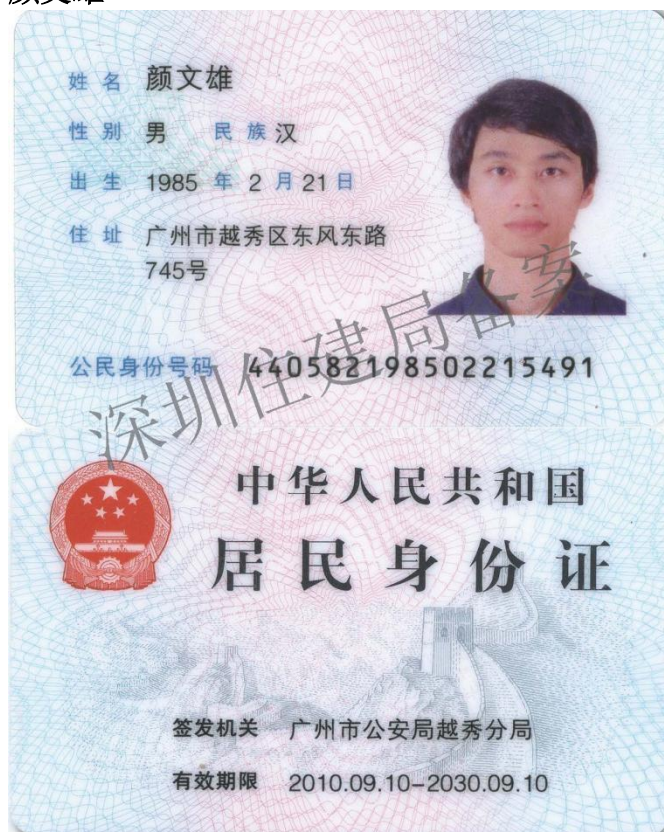 颜文雄
姓 名 颜文雄
性 别 男 民 族 汉
出 生 1985 年 2 月 21 日
住 址 广州市越秀区东风东路
745号
公民身份号码 440582198502215491
深圳住建局备案
中华人民共和国
居民身份证
签发机关 广州市公安局越秀分局
有效期限 2010.09.10-2030.09.10